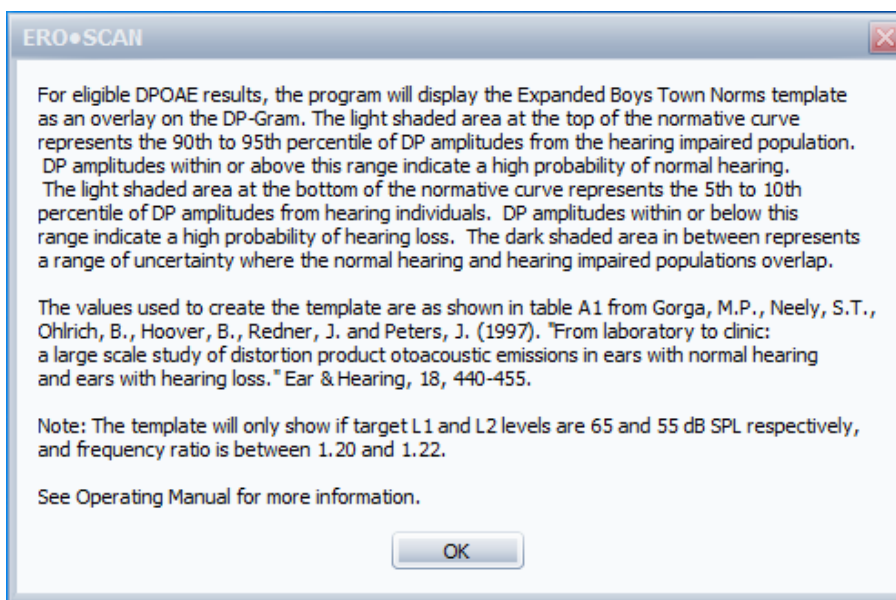 ERO●SCAN
For eligible DPOAE results, the program will display the Expanded Boys Town Norms template
as an overlay on the DP-Gram. The light shaded area at the top of the normative curve
represents the 90th to 95th percentile of DP amplitudes from the hearing impaired population.
DP amplitudes within or above this range indicate a high probability of normal hearing.
The light shaded area at the bottom of the normative curve represents the 5th to 10th
percentile of DP amplitudes from hearing individuals. DP amplitudes within or below this
range indicate a high probability of hearing loss. The dark shaded area in between represents
a range of uncertainty where the normal hearing and hearing impaired populations overlap.
The values used to create the template are as shown in table A1 from Gorga, M.P., Neely, S.T.,
Ohlrich, B., Hoover, B., Redner, J. and Peters, J. (1997). "From laboratory to clinic:
a large scale study of distortion product otoacoustic emissions in ears with normal hearing
and ears with hearing loss." Ear & Hearing, 18, 440-455.
Note: The template will only show if target L1 and L2 levels are 65 and 55 dB SPL respectively,
and frequency ratio is between 1.20 and 1.22.
See Operating Manual for more information.
OK